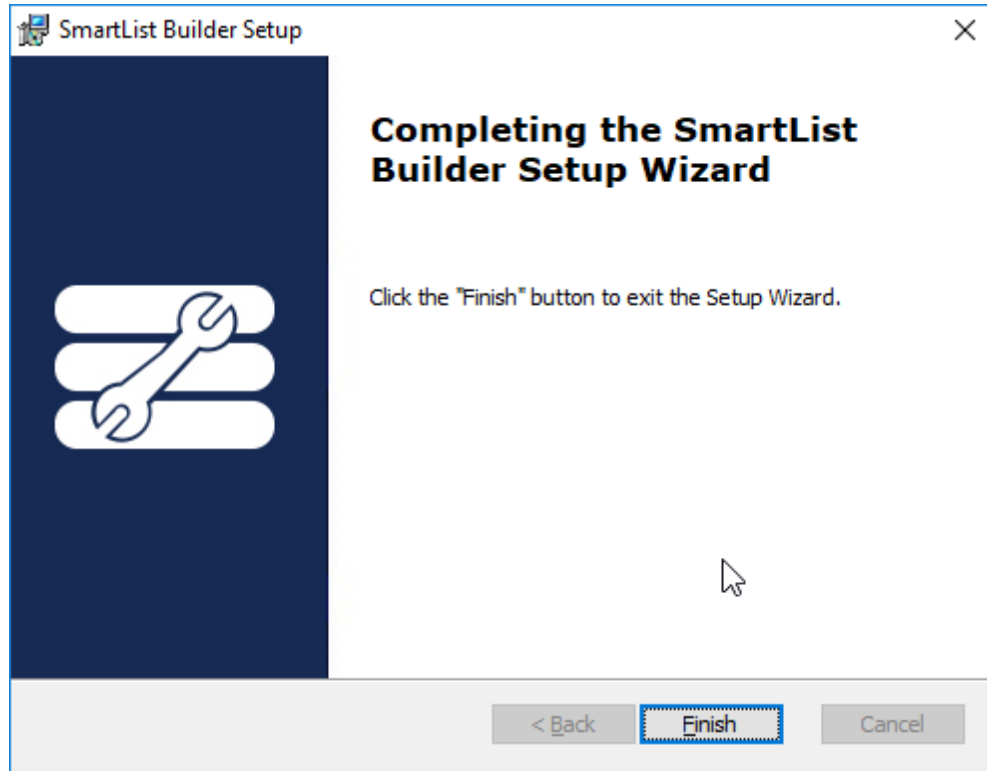 SmartList Builder Setup
Completing the SmartList
Builder Setup Wizard
Click the "Finish" button to exit the Setup Wizard.
< Back Finish Cancel